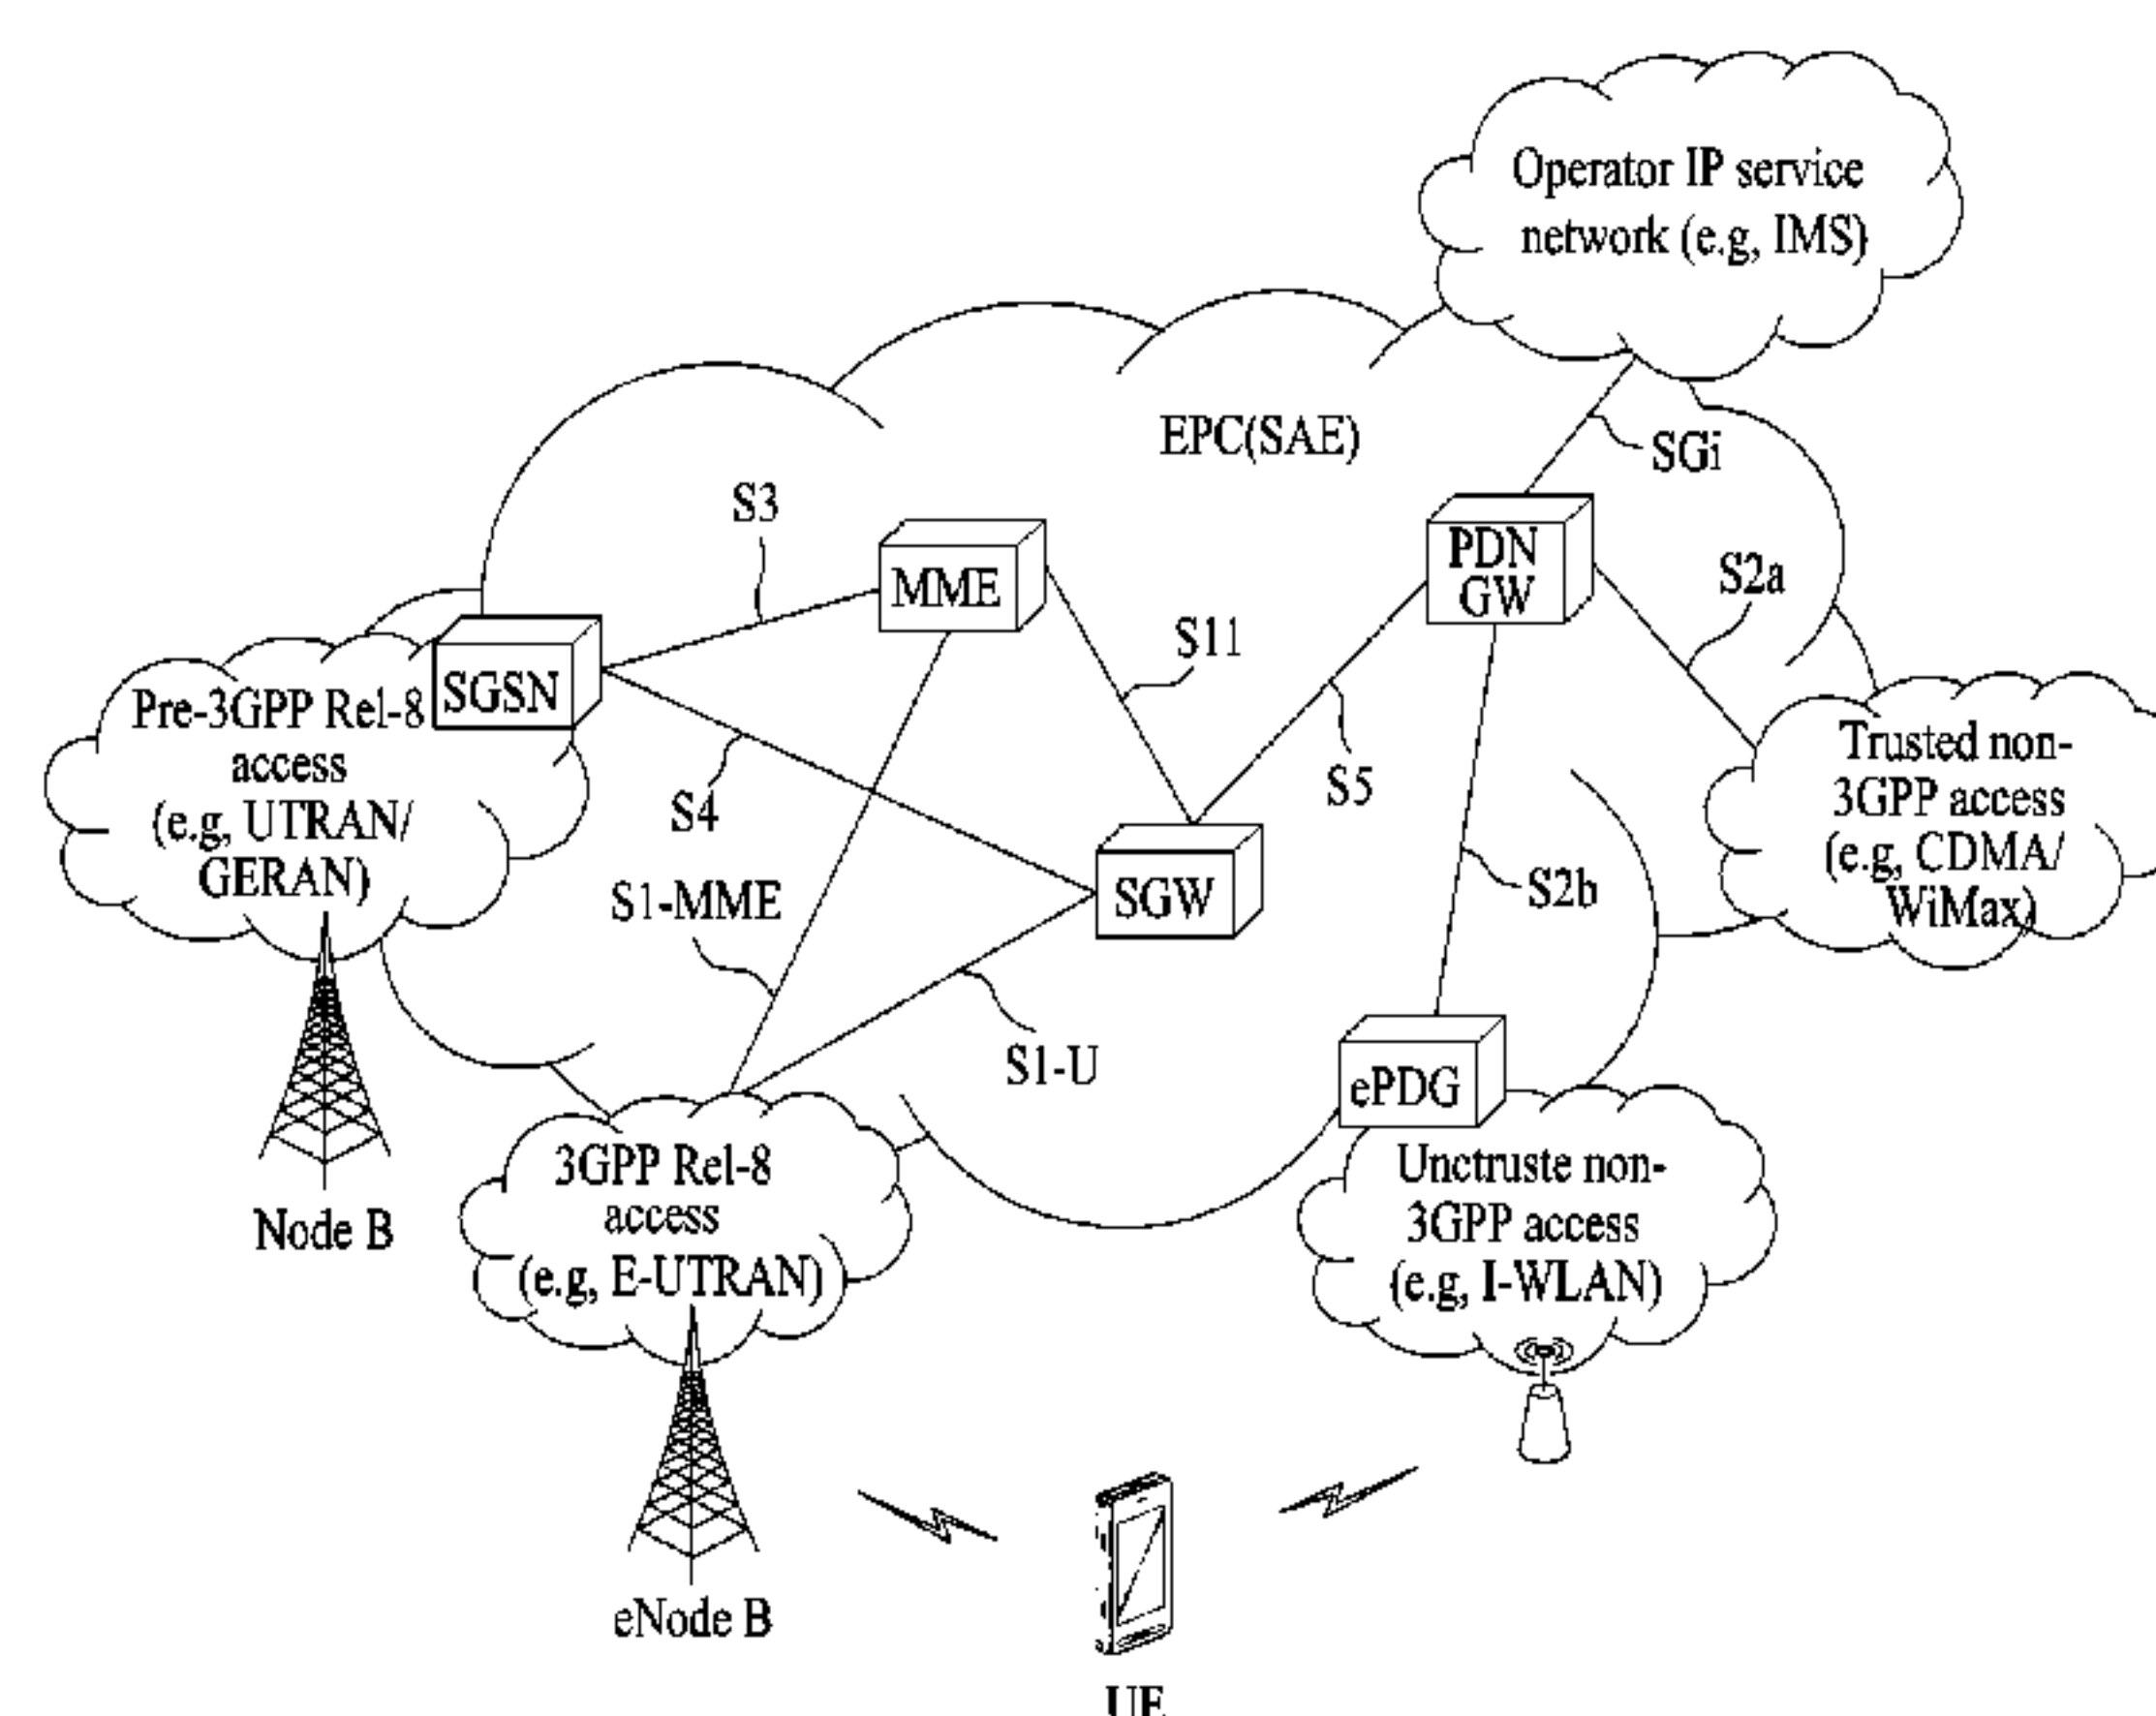 Operator IP service
network (e.g, IMS)
EPC(SAE)
SGi
S3
MME
PDN
GW
S2a
S11
SGSN
Pre-3GPP Rel-8
access
(e.g, UTRAN/
GERAN)
S4
S5
Trusted non-
3GPP access
(e.g, CDMA/
WiMax)
S1-MME
SGW
S2b
S1-U
ePDG
Node B
3GPP Rel-8
access
(e.g, E-UTRAN)
Unctruste non-
3GPP access
(e.g, I-WLAN)
eNode B
UE